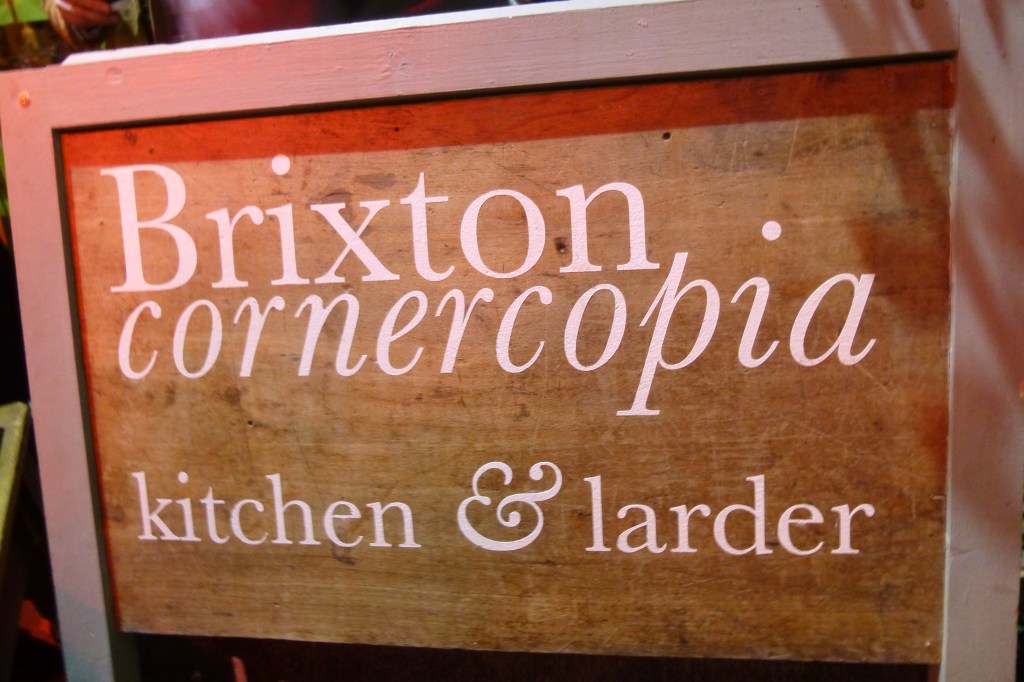 Brixton
cornercopia
kitchen & larder